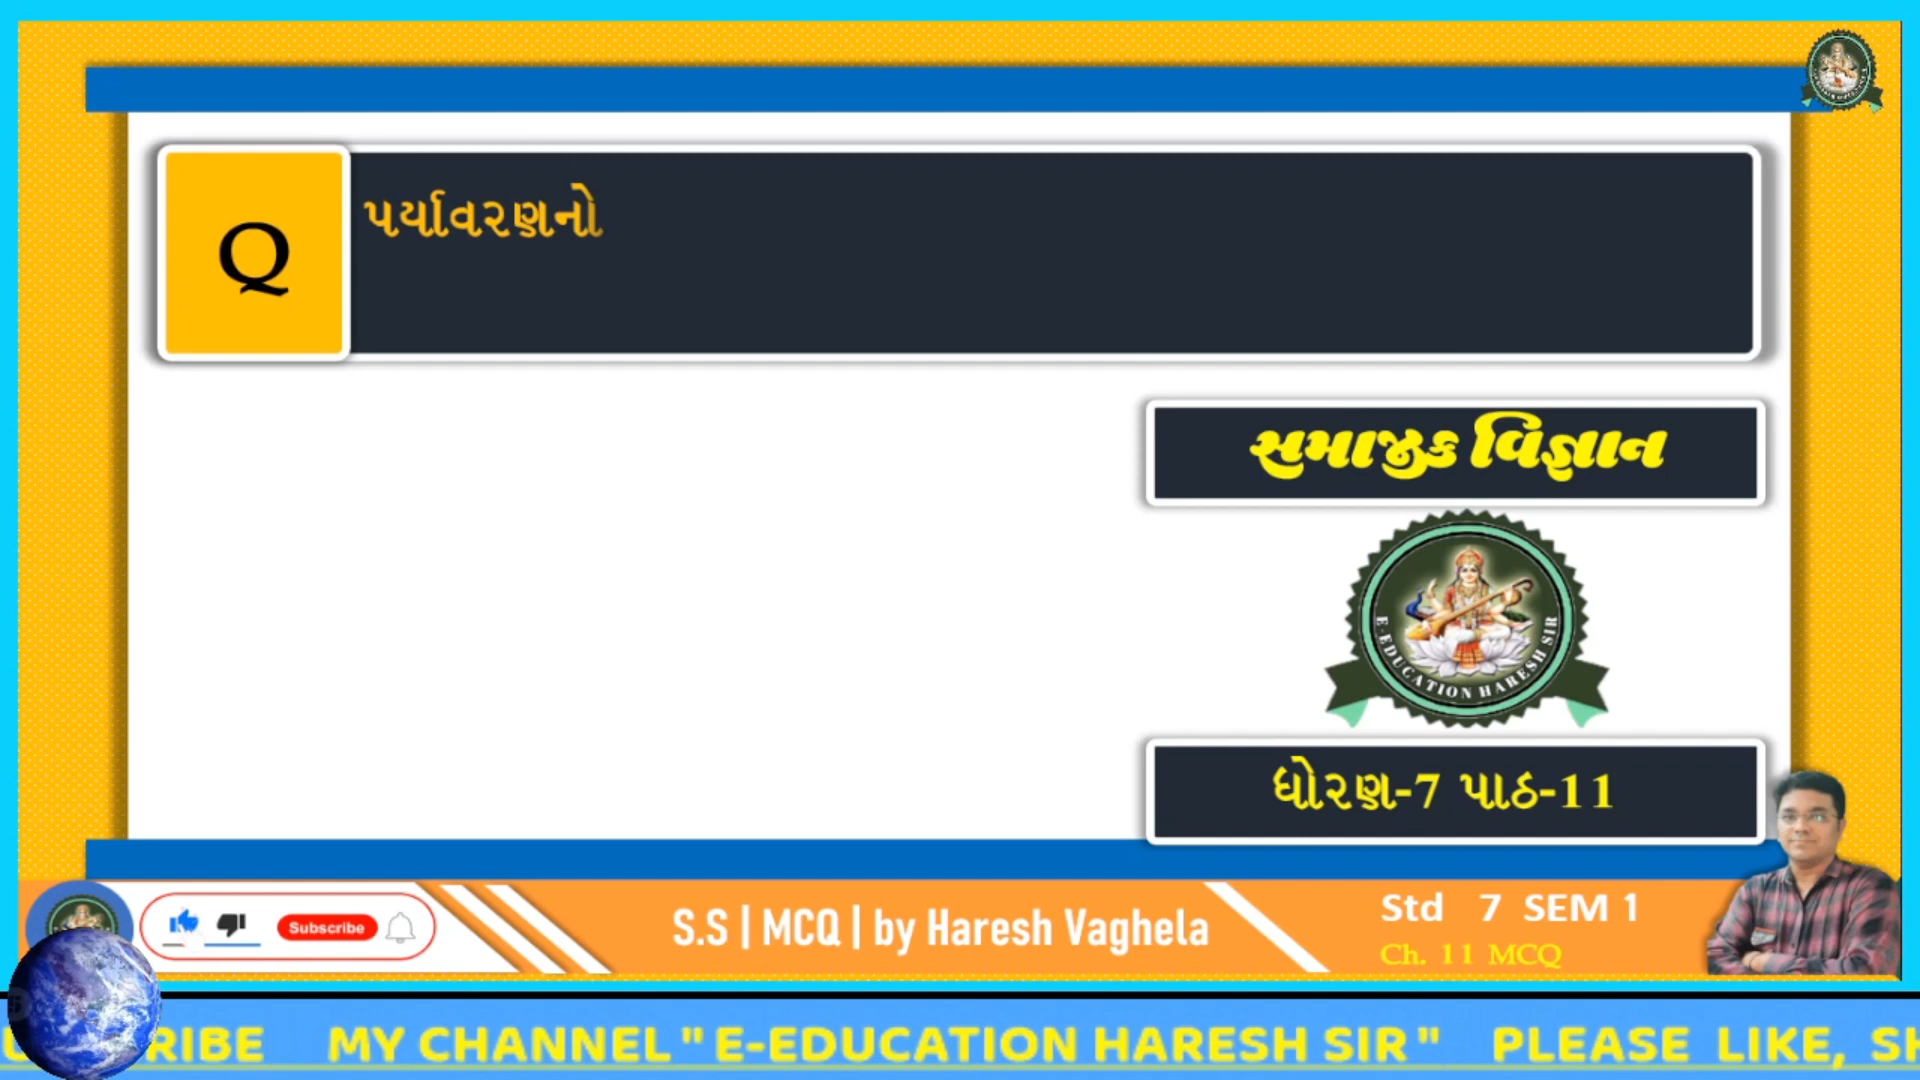 Q
પર્યાવરણનો
સમાજીક વિજ્ઞાન
E-EDUCATION HARESH SIR
ધોરણ-7 પાઠ-11
Subscribe
S.S | MCQ | by Haresh Vaghela
Std 7 SEM 1
Ch. 11 MCQ
RIBE MY CHANNEL "E-EDUCATION HARESH SIR" PLEASE LIKE, SH